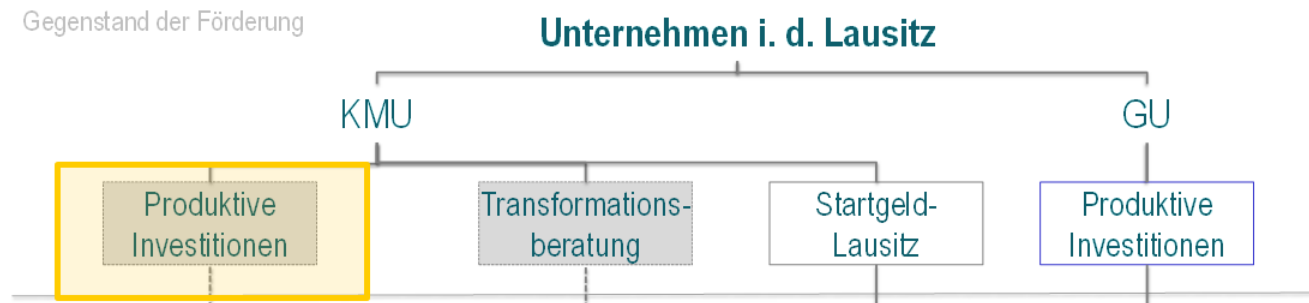 Gegenstand der Förderung
Unternehmen i. d. Lausitz
KMU
GU
Produktive
Investitionen
Transformations-
beratung
Startgeld-
Lausitz
Produktive
Investitionen